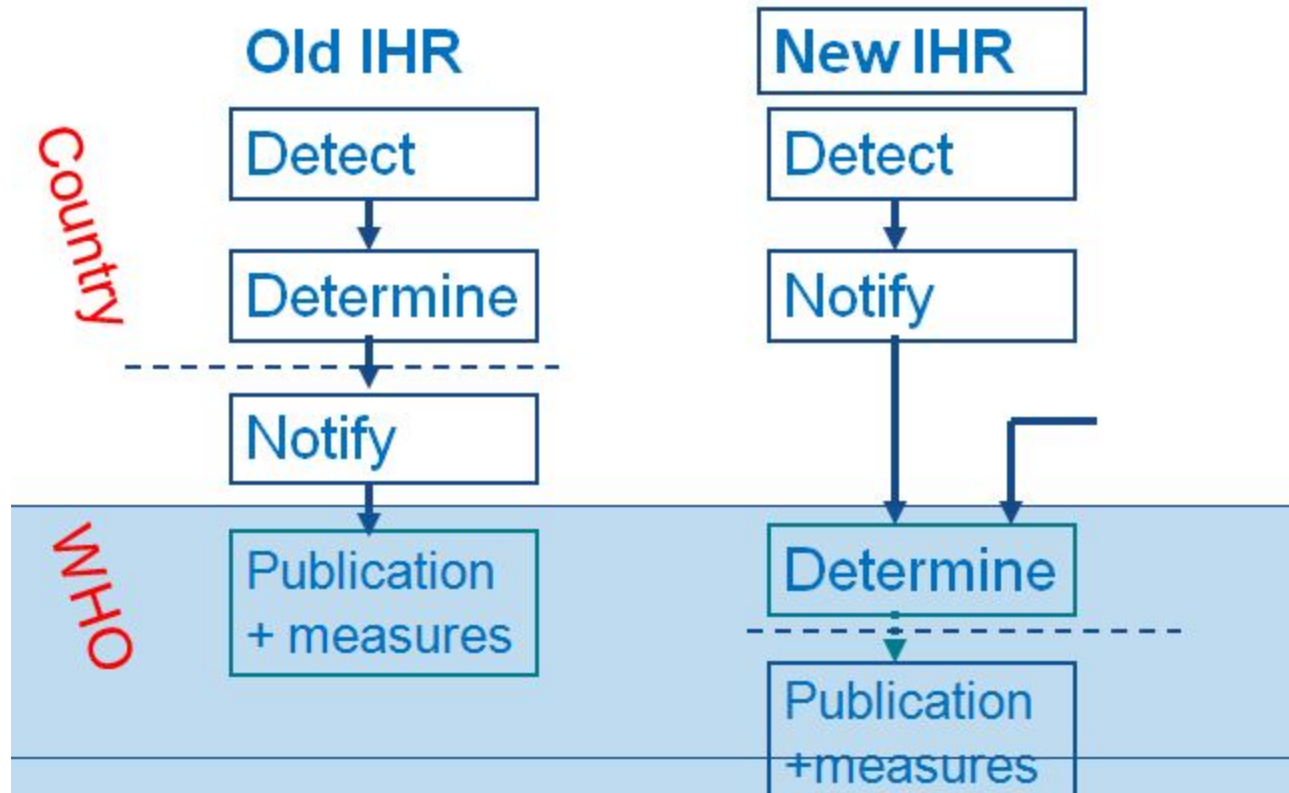 Old IHR
New IHR
Country
Detect
Detect
Determine
Notify
Notify
WHO
Publication
+ measures
Determine
Publication
+measures